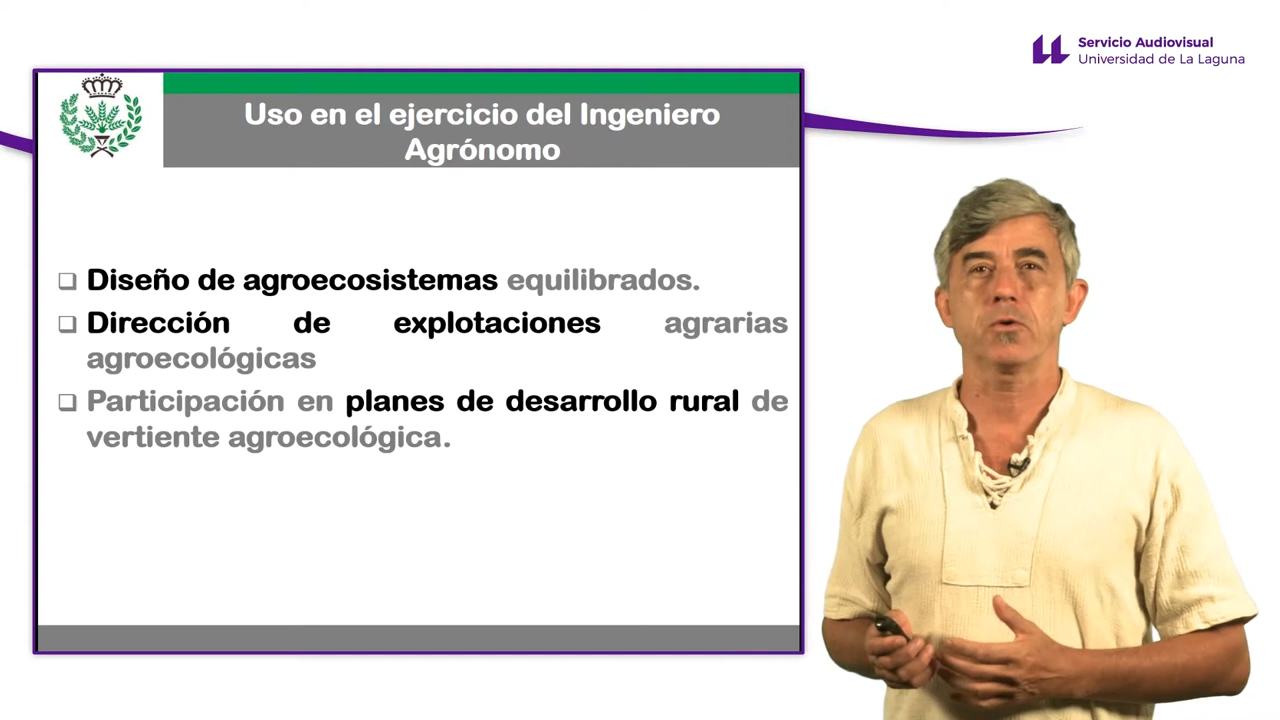 Servicio Audiovisual
Universidad de La Laguna
Uso en el ejercicio del Ingeniero
Agrónomo
Diseño de agroecosistemas equilibrados.
Dirección de explotaciones agrarias
agroecológicas
Participación en planes de desarrollo rural de
vertiente agroecológica.